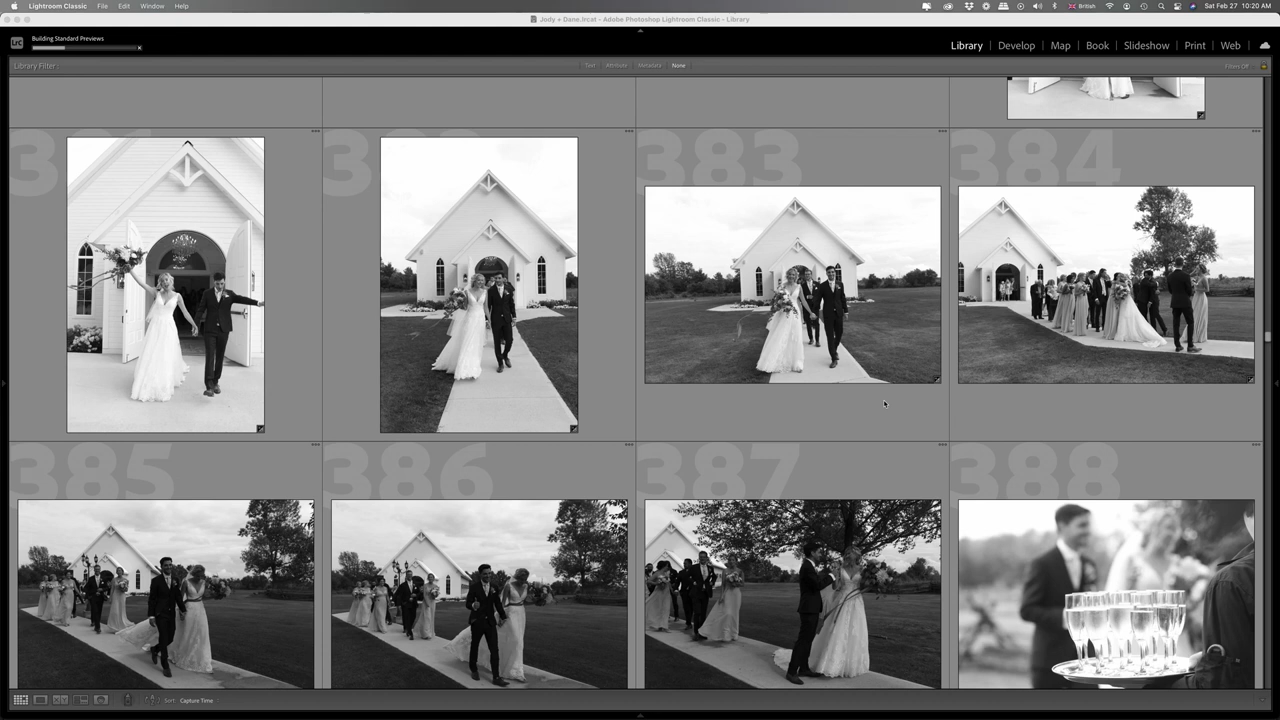 Lightroom Classic File Edit Window Help British Sat Feb 27 10:20 AM
Jody + Dane.lrcat - Adobe Photoshop Lightroom Classic - Library
Building Standard Previews
Library | Develop | Map | Book | Slideshow | Print | Web
Library Filter : Text Attribute Metadata None Filters Off
383 384
385 386 387 388
Sort: Capture Time